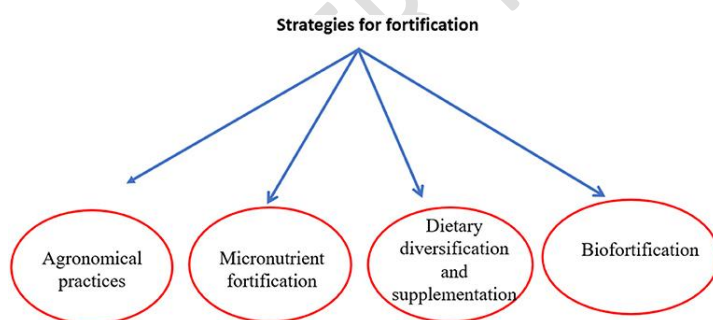 Strategies for fortification
Agronomical
practices
Micronutrient
fortification
Dietary
diversification
and
supplementation
Biofortification